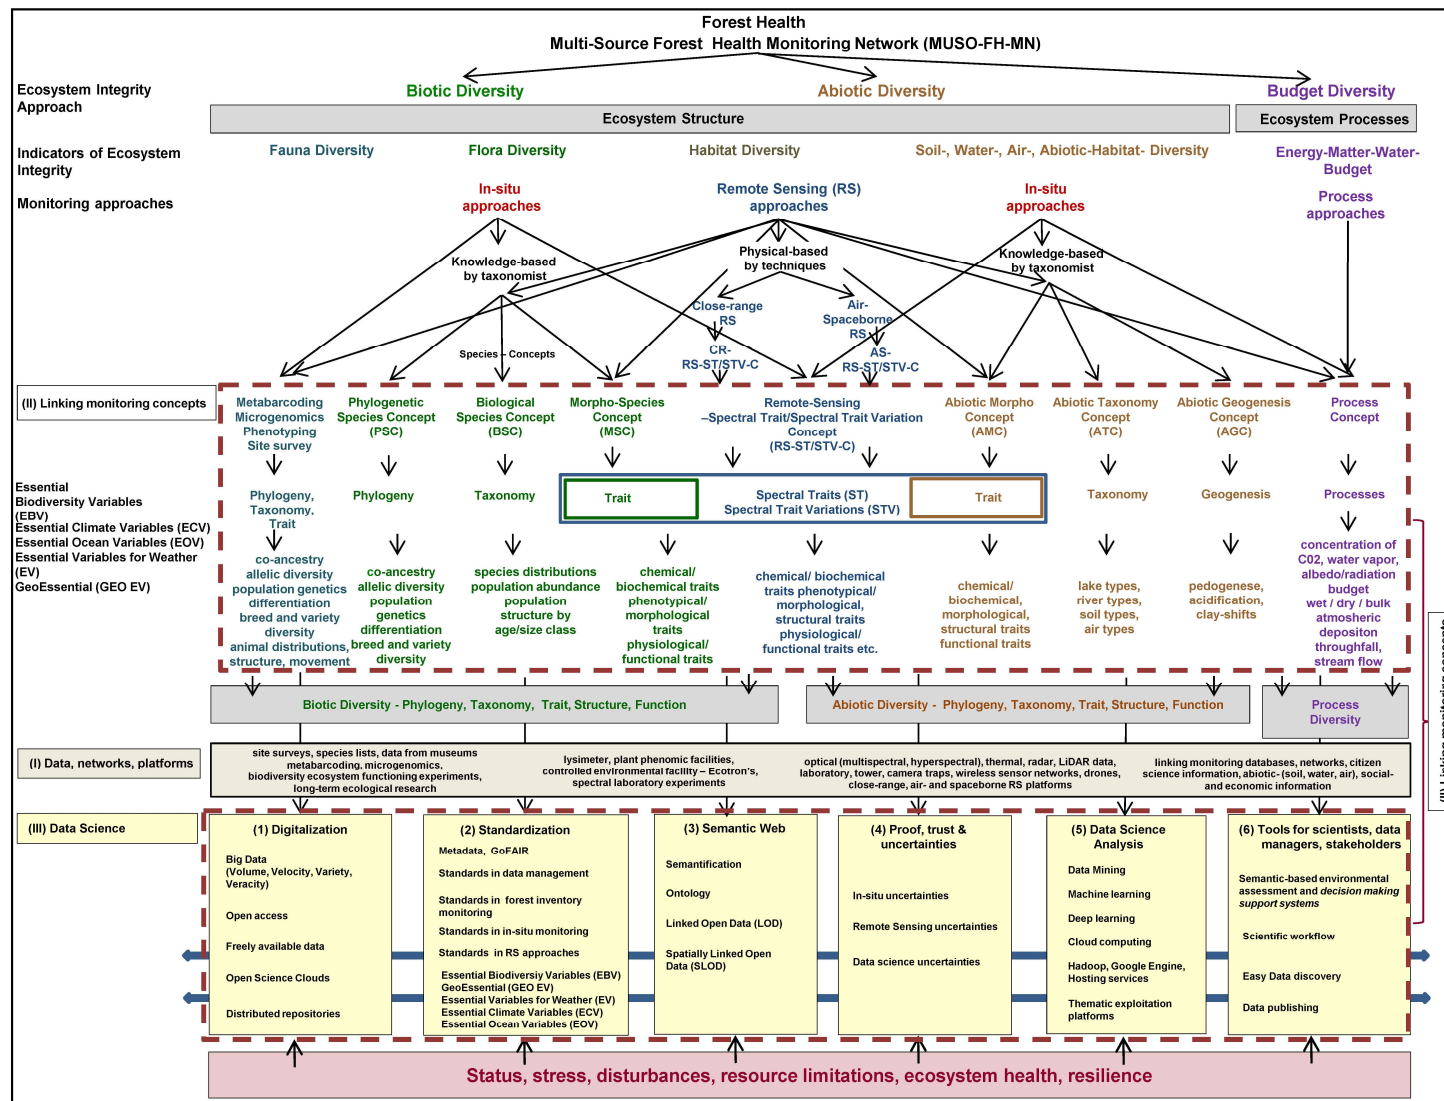 Forest Health
Multi-Source Forest Health Monitoring Network (MUSO-FH-MN)
Ecosystem Integrity
Approach
Biotic Diversity
Abiotic Diversity
Budget Diversity
Ecosystem Structure
Ecosystem Processes
Indicators of Ecosystem
Integrity
Fauna Diversity
Flora Diversity
Habitat Diversity
Soil-, Water-, Air-, Abiotic-Habitat- Diversity
Energy-Matter-Water-
Budget
Monitoring approaches
In-situ
approaches
Remote Sensing (RS)
approaches
In-situ
approaches
Process
approaches
Knowledge-based
by taxonomist
Physical-based
by techniques
Knowledge-based
by taxonomist
Close-range
RS
Air-
Spaceborne
RS
Species – Concepts
CR-
RS-ST/STV-C
AS-
RS-ST/STV-C
(II) Linking monitoring concepts
Metabarcoding
Microgenomics
Phenotyping
Site survey
Phylogenetic
Species Concept
(PSC)
Biological
Species Concept
(BSC)
Morpho-Species
Concept
(MSC)
Remote-Sensing
–Spectral Trait/Spectral Trait Variation
Concept
(RS-ST/STV-C)
Abiotic Morpho
Concept
(AMC)
Abiotic Taxonomy
Concept
(ATC)
Abiotic Geogenesis
Concept
(AGC)
Process
Concept
Essential
Biodiversity Variables
(EBV)
Essential Climate Variables (ECV)
Essential Ocean Variables (EOV)
Essential Variables for Weather
(EV)
GeoEssential (GEO EV)
Phylogeny,
Taxonomy,
Trait
Phylogeny
Taxonomy
Trait
Spectral Traits (ST)
Spectral Trait Variations (STV)
Trait
Taxonomy
Geogenesis
Processes
co-ancestry
allelic diversity
population genetics
differentiation
breed and variety
diversity
animal distributions,
structure, movement
co-ancestry
allelic diversity
population
genetics
differentiation
breed and variety
diversity
species distributions
population abundance
population
structure by
age/size class
chemical/
biochemical traits
phenotypical/
morphological
traits
physiological/
functional traits
chemical/ biochemical
traits phenotypical/
morphological,
structural traits
physiological/
functional traits etc.
chemical/
biochemical,
morphological,
structural traits
functional traits
lake types,
river types,
soil types,
air types
pedogenese,
acidification,
clay-shifts
concentration of
C02, water vapor,
albedo/radiation
budget
wet / dry / bulk
atmosheric
depositon
throughfall,
stream flow
Biotic Diversity - Phylogeny, Taxonomy, Trait, Structure, Function
Abiotic Diversity - Phylogeny, Taxonomy, Trait, Structure, Function
Process
Diversity
(II) Linking monitoring concepts
(I) Data, networks, platforms
site surveys, species lists, data from museums
metabarcoding, microgenomics,
biodiversity ecosystem functioning experiments,
long-term ecological research
lysimeter, plant phenomic facilities,
controlled environmental facility – Ecotron's,
spectral laboratory experiments
optical (multispectral, hyperspectral), thermal, radar, LiDAR data,
laboratory, tower, camera traps, wireless sensor networks, drones,
close-range, air- and spaceborne RS platforms
linking monitoring databases, networks, citizen
science information, abiotic- (soil, water, air), social-
and economic information
(III) Data Science
(1) Digitalization
Big Data
(Volume, Velocity, Variety,
Veracity)
Open access
Freely available data
Open Science Clouds
Distributed repositories
(2) Standardization
Metadata, GoFAIR
Standards in data management
Standards in forest inventory
monitoring
Standards in in-situ monitoring
Standards in RS approaches
Essential Biodiversiy Variables (EBV)
GeoEssential (GEO EV)
Essential Variables for Weather (EV)
Essential Climate Variables (ECV)
Essential Ocean Variables (EOV)
(3) Semantic Web
Semantification
Ontology
Linked Open Data (LOD)
Spatially Linked Open
Data (SLOD)
(4) Proof, trust &
uncertainties
In-situ uncertainties
Remote Sensing uncertainties
Data science uncertainties
(5) Data Science
Analysis
Data Mining
Machine learning
Deep learning
Cloud computing
Hadoop, Google Engine,
Hosting services
Thematic exploitation
platforms
(6) Tools for scientists, data
managers, stakeholders
Semantic-based environmental
assessment and decision making
support systems
Scientific workflow
Easy Data discovery
Data publishing
Status, stress, disturbances, resource limitations, ecosystem health, resilience